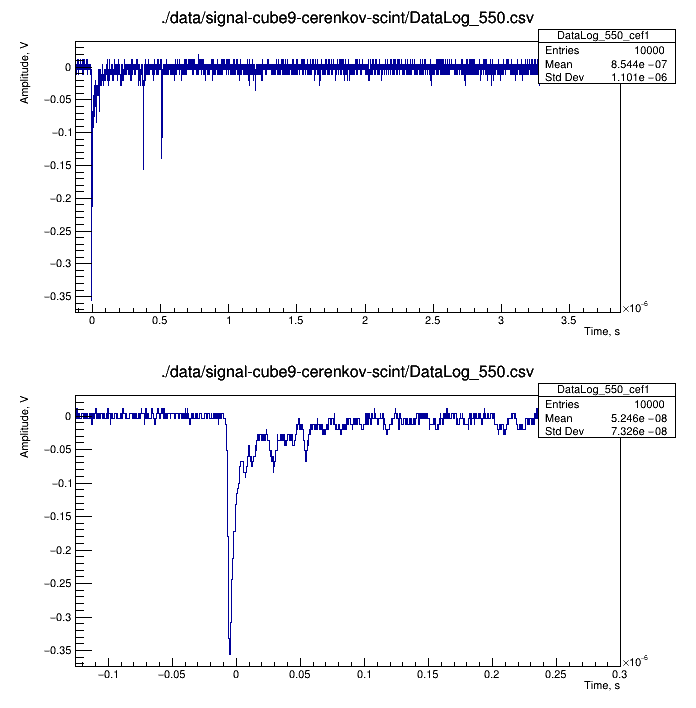 ./data/signal-cube9-cerenkov-scint/DataLog_550.csv
DataLog_550_cef1
Entries 10000
Mean 8.544e −07
Std Dev 1.101e −06
Amplitude, V
0
−0.05
−0.1
−0.15
−0.2
−0.25
−0.3
−0.35
0 0.5 1 1.5 2 2.5 3 3.5
×10⁻⁶
Time, s
./data/signal-cube9-cerenkov-scint/DataLog_550.csv
DataLog_550_cef1
Entries 10000
Mean 5.246e −08
Std Dev 7.326e −08
Amplitude, V
0
−0.05
−0.1
−0.15
−0.2
−0.25
−0.3
−0.35
−0.1 −0.05 0 0.05 0.1 0.15 0.2 0.25 0.3
×10⁻⁶
Time, s